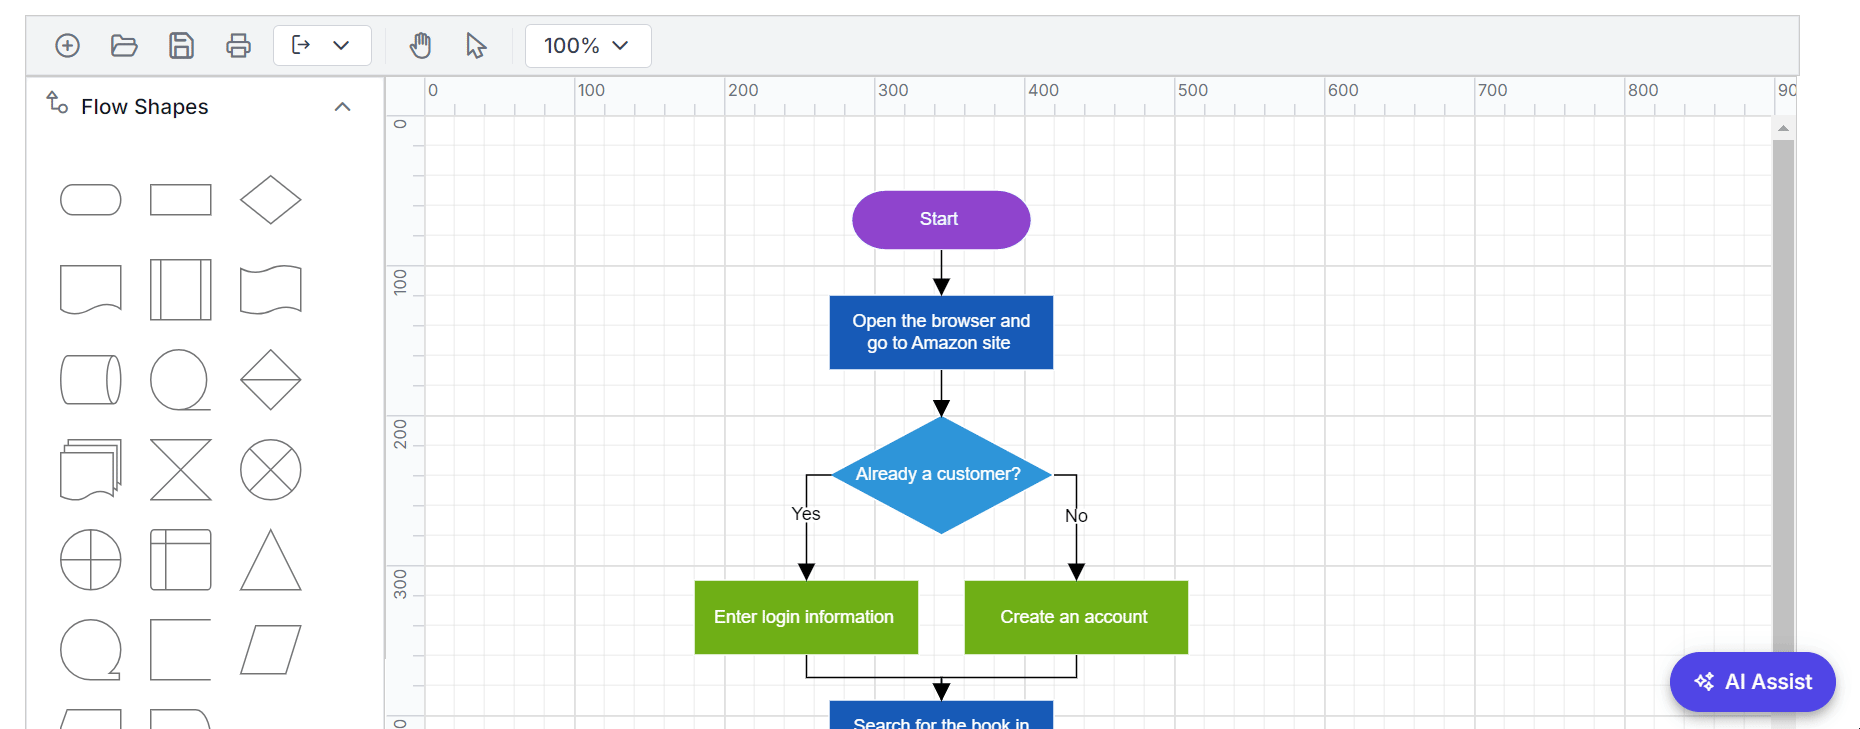 100%
Flow Shapes
0
100
200
300
400
500
600
700
800
90
0
100
200
300
0
Start
Open the browser and
go to Amazon site
Already a customer?
Yes
No
Enter login information
Create an account
Search for the book in
AI Assist